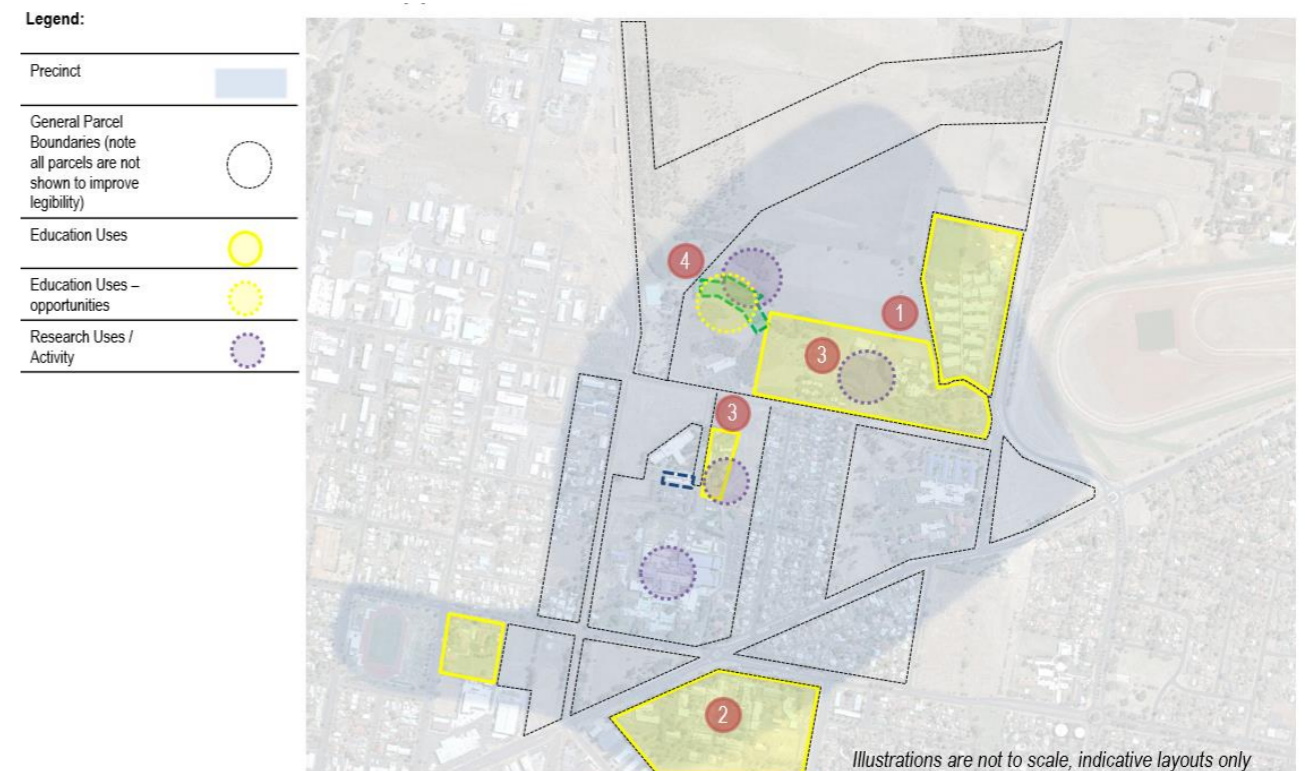 Legend:
Precinct
General Parcel
Boundaries (note
all parcels are not
shown to improve
legibility)
Education Uses
Education Uses –
opportunities
Research Uses /
Activity
4
1
3
3
2
Illustrations are not to scale, indicative layouts only